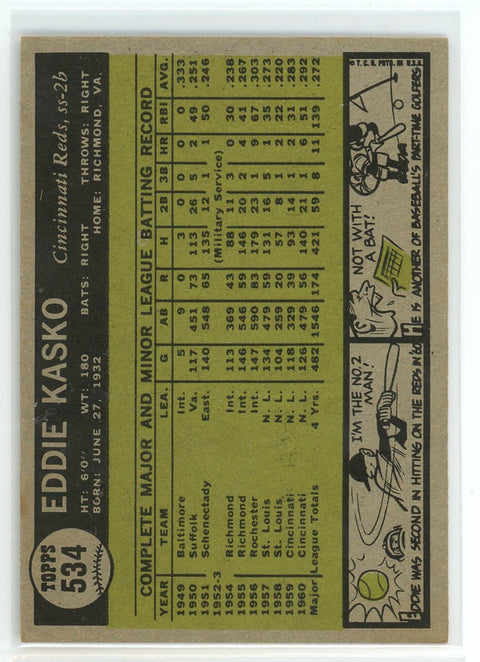 TOPPS
534
EDDIE KASKO
Cincinnati Reds, ss-2b
HT: 6'0" WT: 180 BATS: RIGHT THROWS: RIGHT
BORN: JUNE 27, 1932 HOME: RICHMOND, VA.
COMPLETE MAJOR AND MINOR LEAGUE BATTING RECORD
YEAR TEAM LEA. G AB R H 2B 3B HR RBI AVG.
1949 Baltimore Int. 5 9 0 3 0 0 0 0 .333
1950 Suffolk Va. 117 451 73 113 26 5 2 49 .251
1951 Schenectady East. 140 548 65 135 12 1 1 50 .246
1952-3 (Military Service)
1954 Richmond Int. 113 369 43 88 11 3 0 30 .238
1955 Richmond Int. 146 546 59 146 20 2 4 41 .267
1956 Rochester Int. 147 590 83 179 23 8 6 67 .303
1957 St. Louis N. L. 134 479 59 131 16 5 1 35 .273
1958 St. Louis N. L. 104 259 20 57 8 1 2 22 .220
1959 Cincinnati N. L. 118 329 39 93 14 1 2 31 .283
1960 Cincinnati N. L. 126 479 56 140 21 1 6 51 .292
Major League Totals 4 Yrs. 482 1546 174 421 59 8 11 139 .272
I'M THE NO.2
MAN!
EDDIE WAS SECOND IN HITTING ON THE REDS IN '60.
NOT WITH
A BAT!
HE IS ANOTHER OF BASEBALL'S PART-TIME GOLFERS
© T. C. G. PRTD. IN U.S.A.